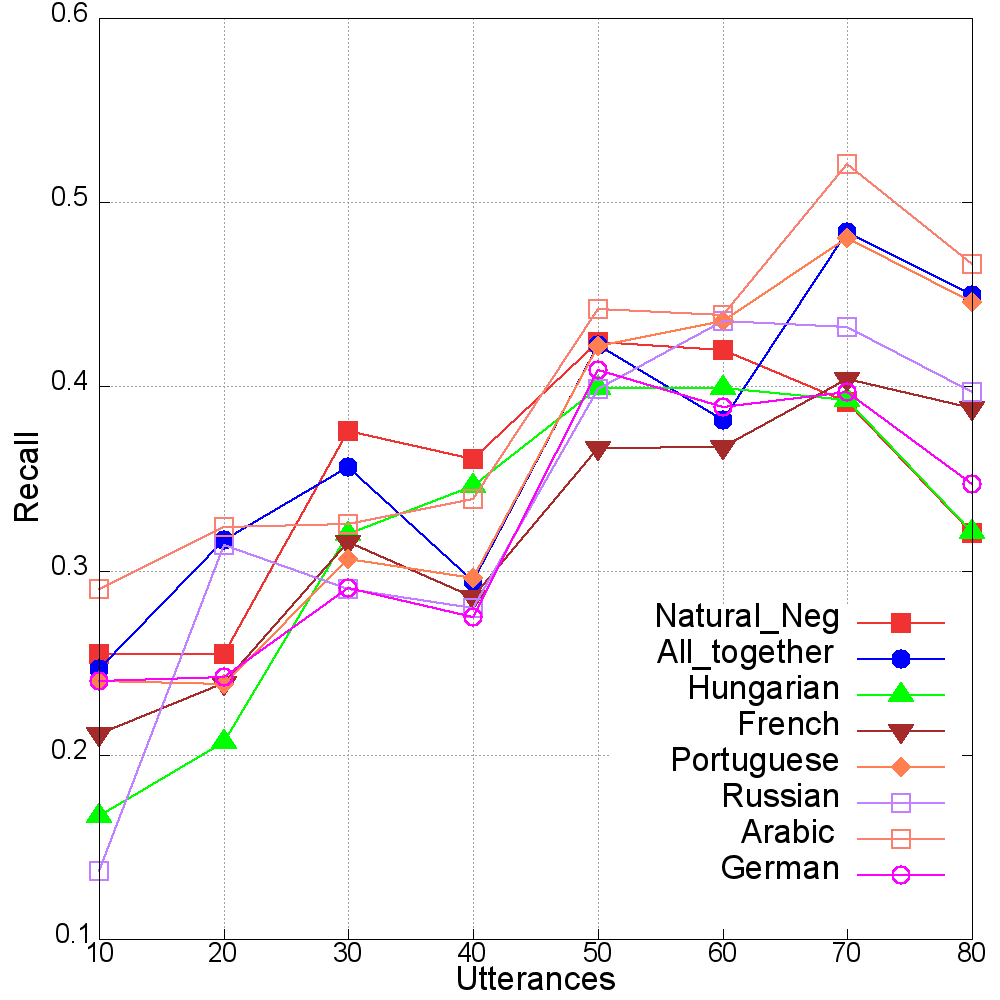 0.6
0.5
0.4
0.3
0.2
0.1
Recall
10 20 30 40 50 60 70 80
Utterances
Natural_Neg
All_together
Hungarian
French
Portuguese
Russian
Arabic
German